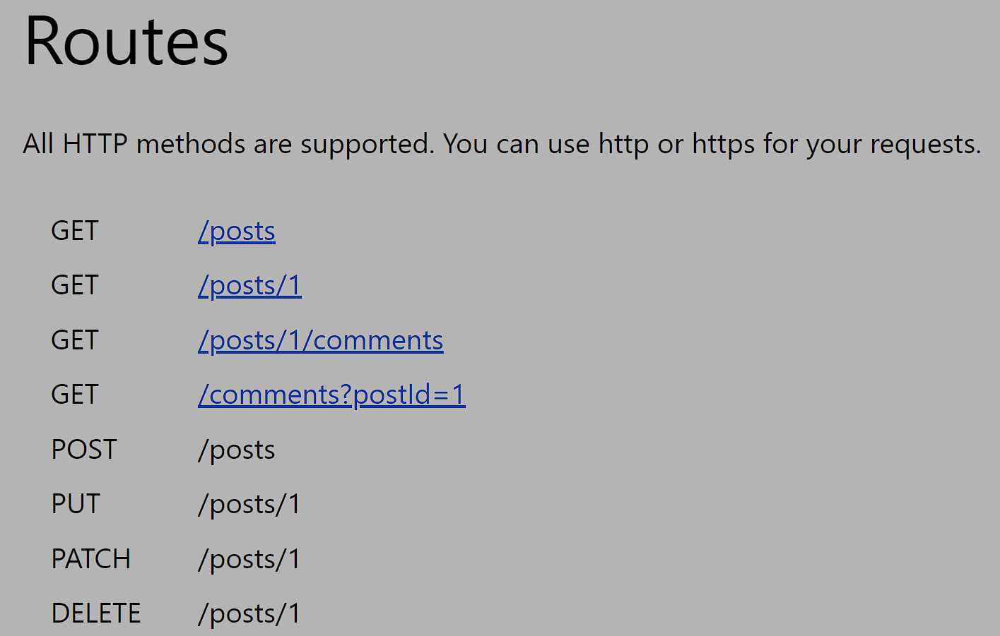 Routes
All HTTP methods are supported. You can use http or https for your requests.
GET /posts
GET /posts/1
GET /posts/1/comments
GET /comments?postId=1
POST /posts
PUT /posts/1
PATCH /posts/1
DELETE /posts/1